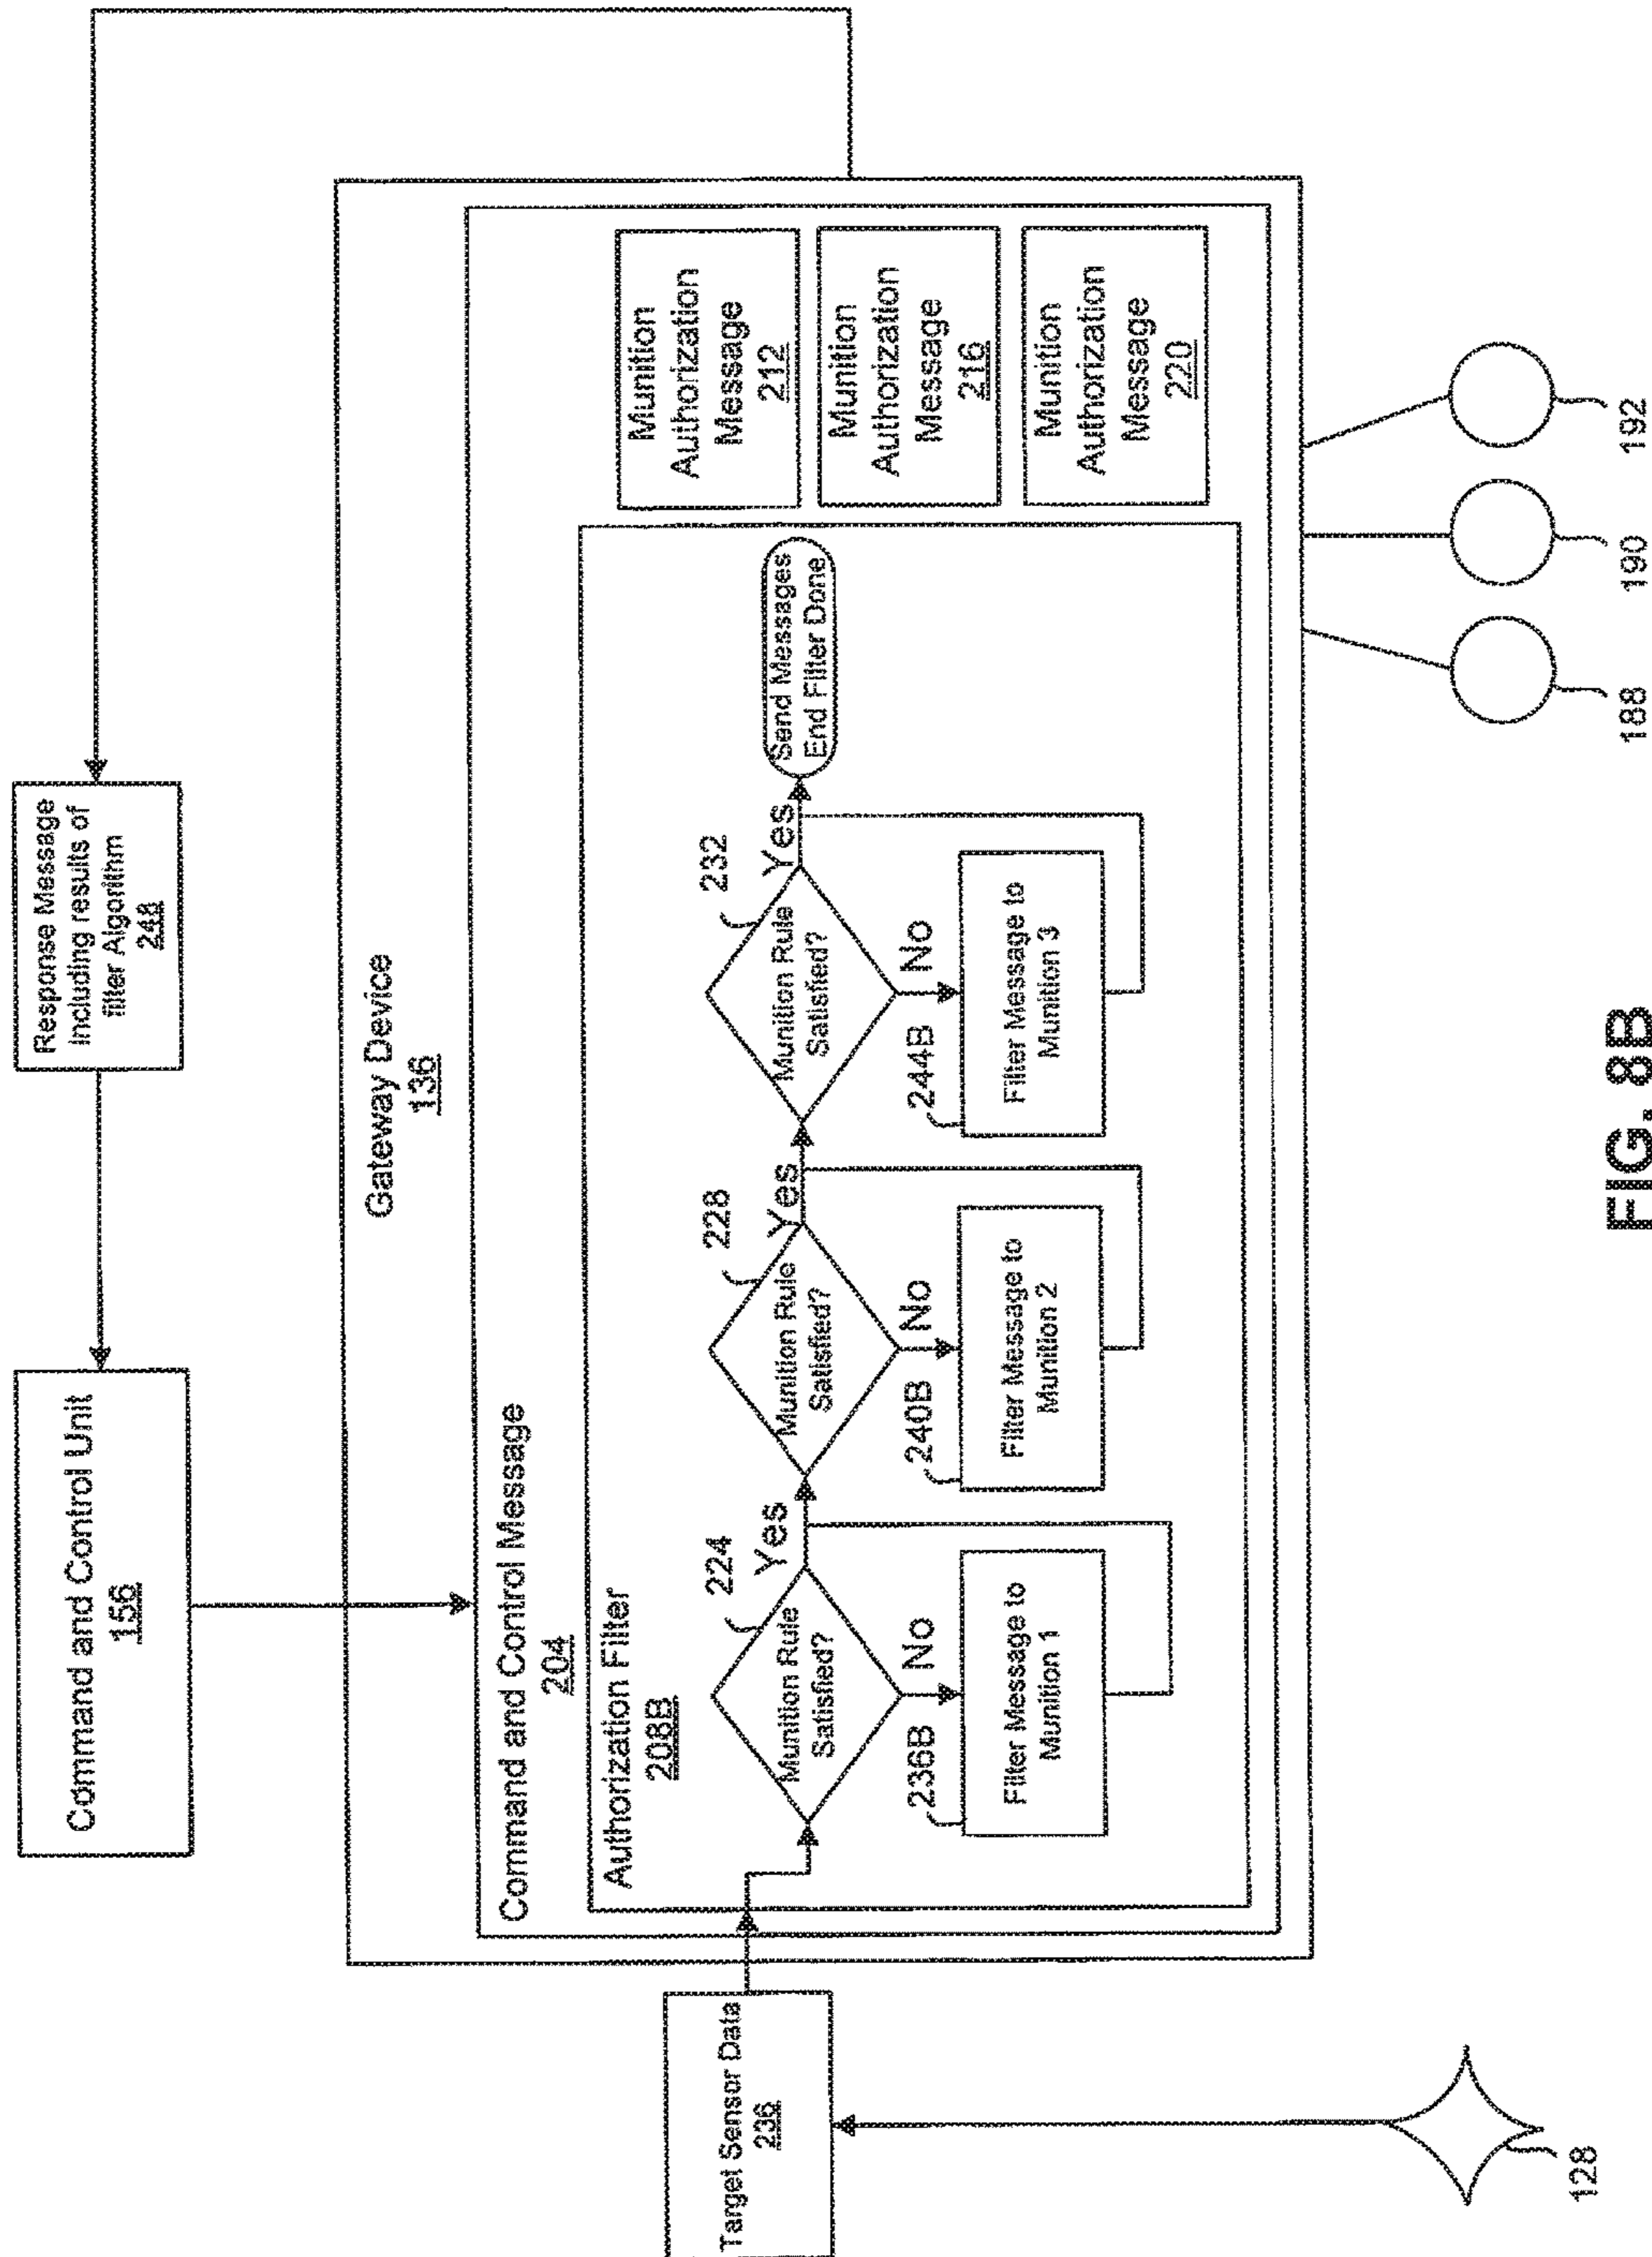 Command and Control Unit
156
Response Message
Including results of
filter Algorithm
248
Gateway Device
136
Command and Control Message
204
Authorization Filter
208B
Target Sensor Data
236
128
Munition Rule
Satisfied?
224
Yes
No
236B
Filter Message to
Munition 1
Munition Rule
Satisfied?
228
Yes
No
240B
Filter Message to
Munition 2
Munition Rule
Satisfied?
232
Yes
No
244B
Filter Message to
Munition 3
Send Messages
End Filter Done
Munition
Authorization
Message
212
Munition
Authorization
Message
216
Munition
Authorization
Message
220
188
190
192
FIG. 8B